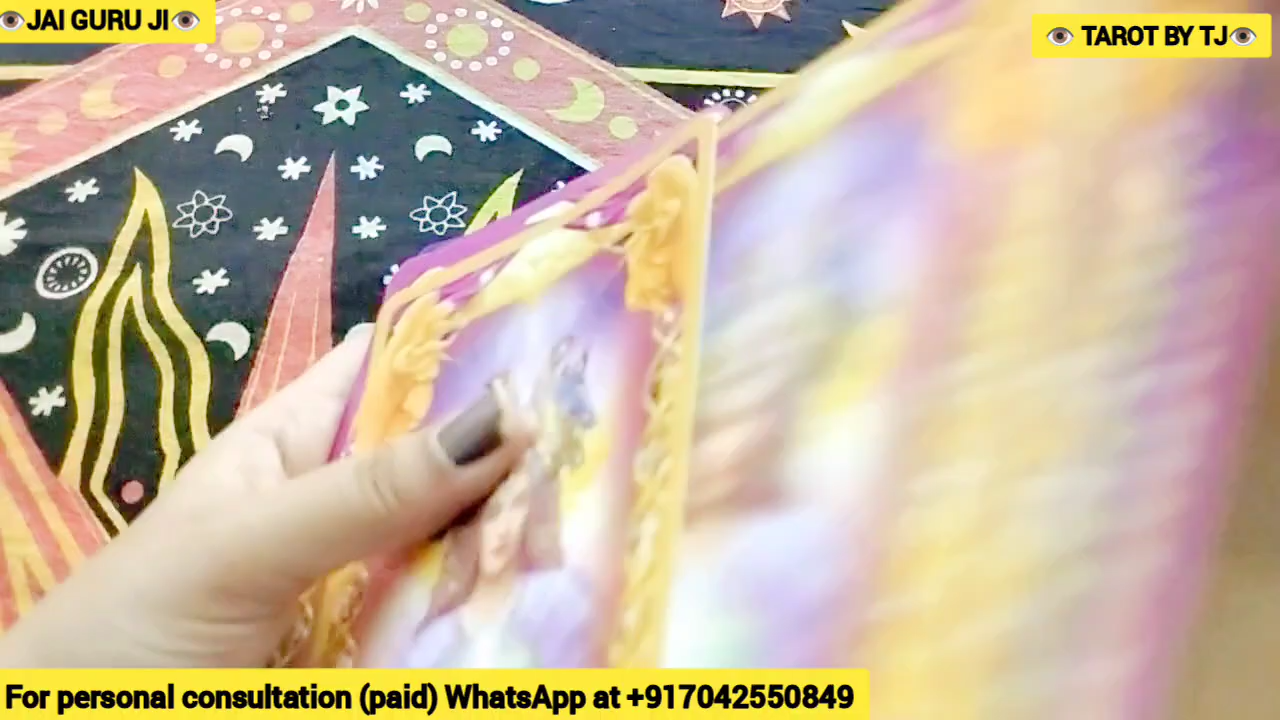 👁JAI GURU JI👁
👁 TAROT BY TJ👁
For personal consultation (paid) WhatsApp at +917042550849